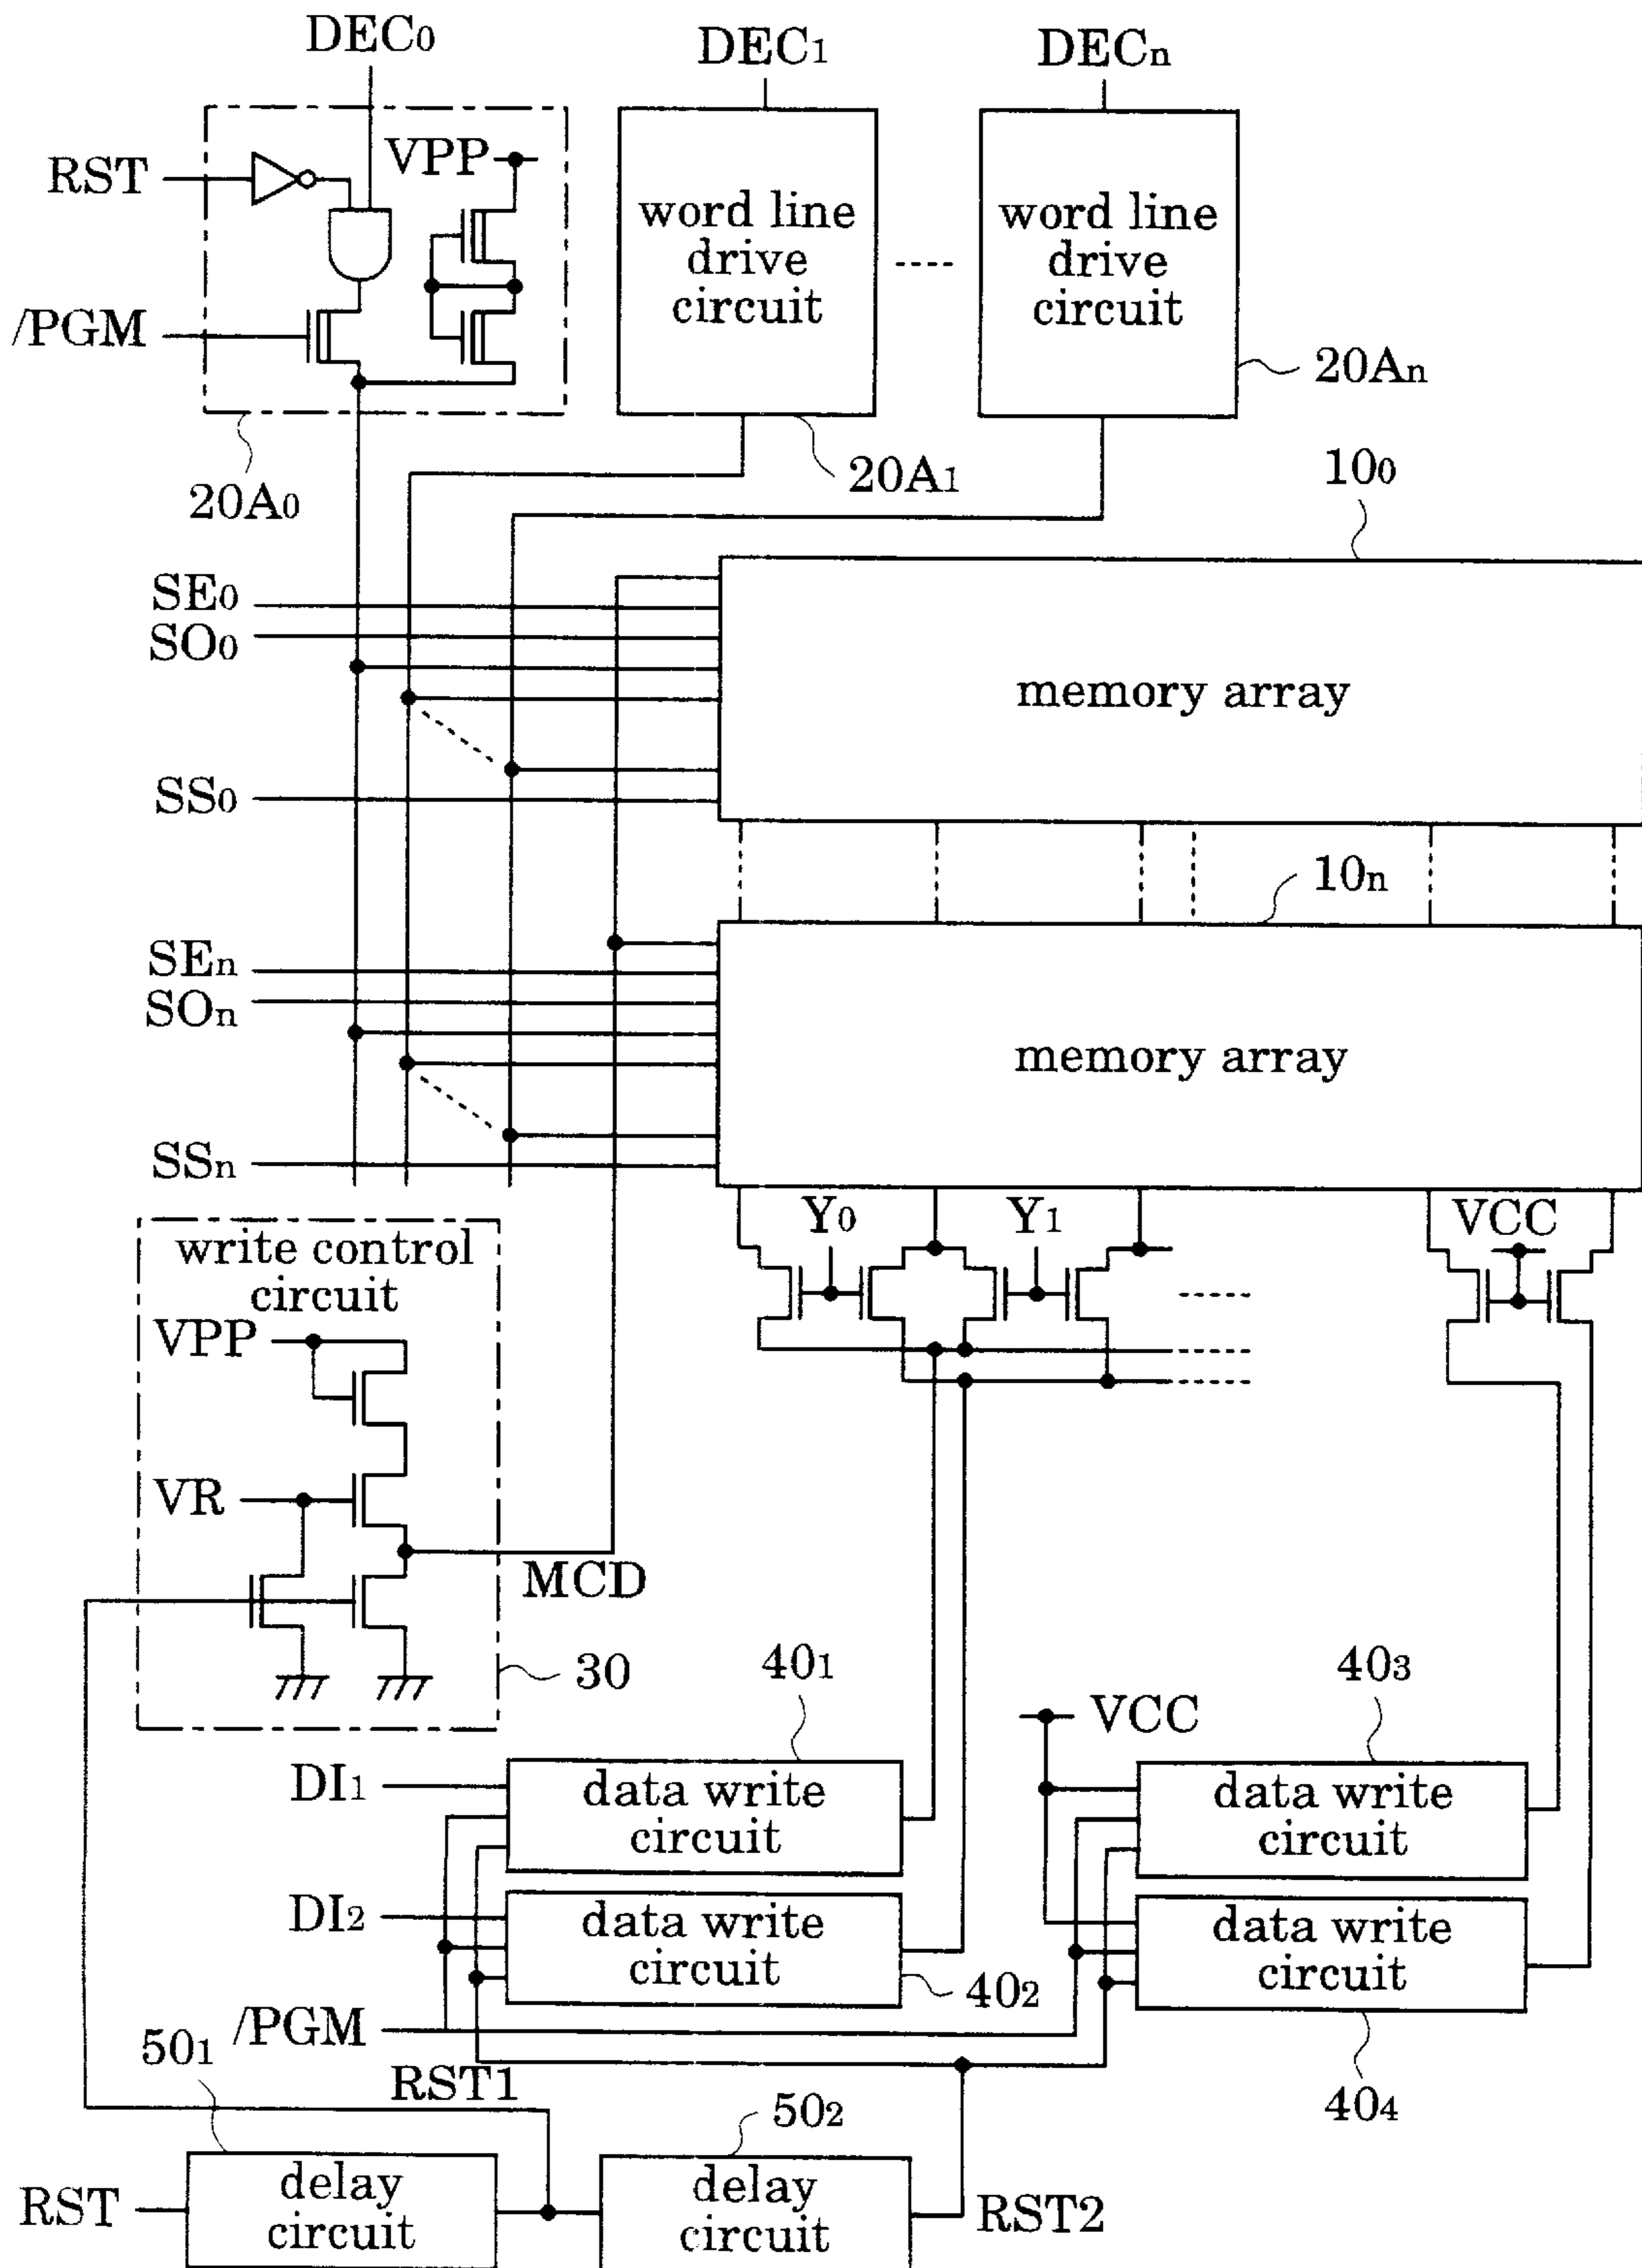 DEC0
DEC1
DECn
RST
VPP
/PGM
word line
drive
circuit
word line
drive
circuit
20A0
20A1
20An
100
SE0
SO0
memory array
SS0
10n
SEn
SOn
memory array
SSn
Y0
Y1
VCC
write control
circuit
VPP
VR
MCD
30
401
403
VCC
DI1
data write
circuit
data write
circuit
DI2
data write
circuit
402
data write
circuit
/PGM
404
501
RST1
502
RST
delay
circuit
delay
circuit
RST2